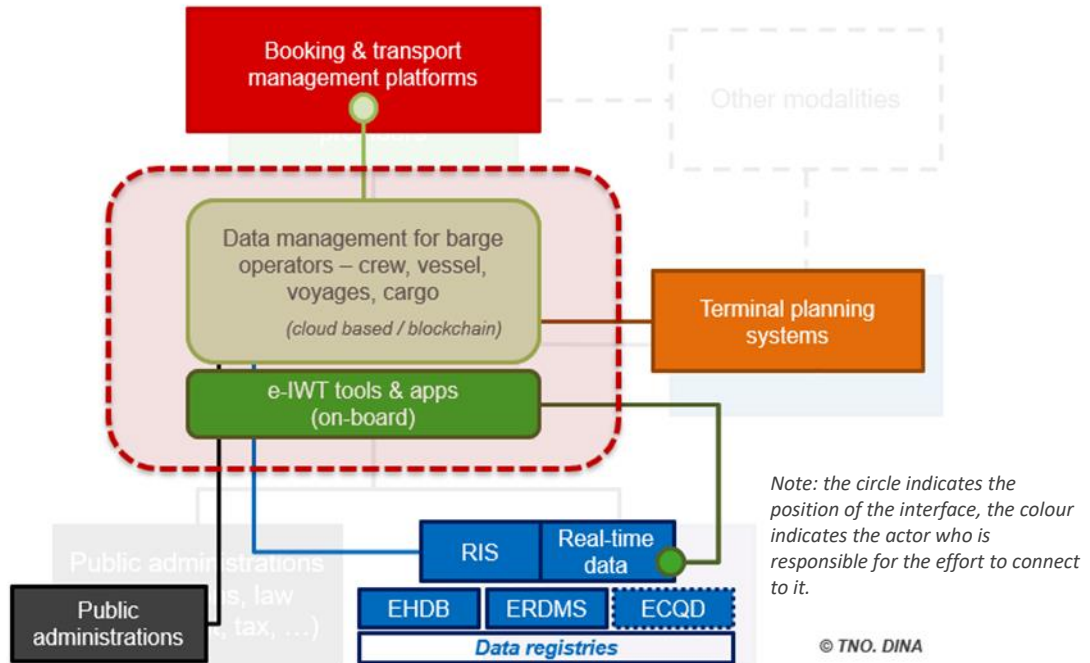 Booking & transport
management platforms
Other modalities
Data management for barge
operators – crew, vessel,
voyages, cargo
(cloud based / blockchain)
Terminal planning
systems
e-IWT tools & apps
(on-board)
Note: the circle indicates the
position of the interface, the colour
indicates the actor who is
responsible for the effort to connect
to it.
RIS
Real-time
data
Public administrations
law
tax, ...)
EHDB
ERDMS
ECQD
Public
administrations
Data registries
© TNO. DINA